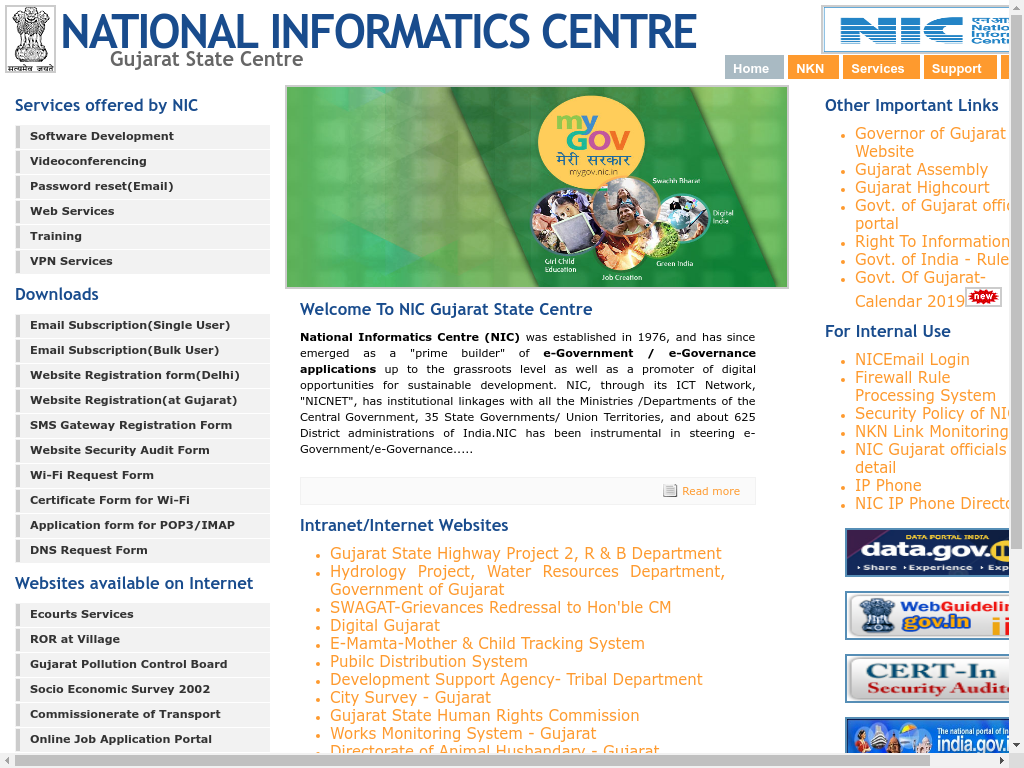 सत्यमेव जयते
NATIONAL INFORMATICS CENTRE
Gujarat State Centre
NIC
Home
NKN
Services
Support
Services offered by NIC
Software Development
Videoconferencing
Password reset(Email)
Web Services
Training
VPN Services
Downloads
Email Subscription(Single User)
Email Subscription(Bulk User)
Website Registration form(Delhi)
Website Registration(at Gujarat)
SMS Gateway Registration Form
Website Security Audit Form
Wi-Fi Request Form
Certificate Form for Wi-Fi
Application form for POP3/IMAP
DNS Request Form
Websites available on Internet
Ecourts Services
ROR at Village
Gujarat Pollution Control Board
Socio Economic Survey 2002
Commissionerate of Transport
Online Job Application Portal
my
GOV
मेरी सरकार
mygov.nic.in
Swachh Bharat
Digital
India
Girl Child
Education
Green India
Job Creation
Welcome To NIC Gujarat State Centre
National Informatics Centre (NIC) was established in 1976, and has since
emerged as a "prime builder" of e-Government / e-Governance
applications up to the grassroots level as well as a promoter of digital
opportunities for sustainable development. NIC, through its ICT Network,
"NICNET", has institutional linkages with all the Ministries /Departments of the
Central Government, 35 State Governments/ Union Territories, and about 625
District administrations of India.NIC has been instrumental in steering e-
Government/e-Governance.....
Read more
Intranet/Internet Websites
Gujarat State Highway Project 2, R & B Department
Hydrology Project, Water Resources Department,
Government of Gujarat
SWAGAT-Grievances Redressal to Hon'ble CM
Digital Gujarat
E-Mamta-Mother & Child Tracking System
Pubilc Distribution System
Development Support Agency- Tribal Department
City Survey - Gujarat
Gujarat State Human Rights Commission
Works Monitoring System - Gujarat
Directorate of Animal Husbandary - Gujarat
Other Important Links
Governor of Gujarat
Website
Gujarat Assembly
Gujarat Highcourt
Govt. of Gujarat offic
portal
Right To Information
Govt. of India - Rule
Govt. Of Gujarat-
Calendar 2019 new
For Internal Use
NICEmail Login
Firewall Rule
Processing System
Security Policy of NI
NKN Link Monitoring
NIC Gujarat officials
detail
IP Phone
NIC IP Phone Directo
DATA PORTAL INDIA
data.gov.in
Share Experience Exp
WebGuidelin
gov.in
CERT-In
Security Audito
The national portal of In
india.gov.i